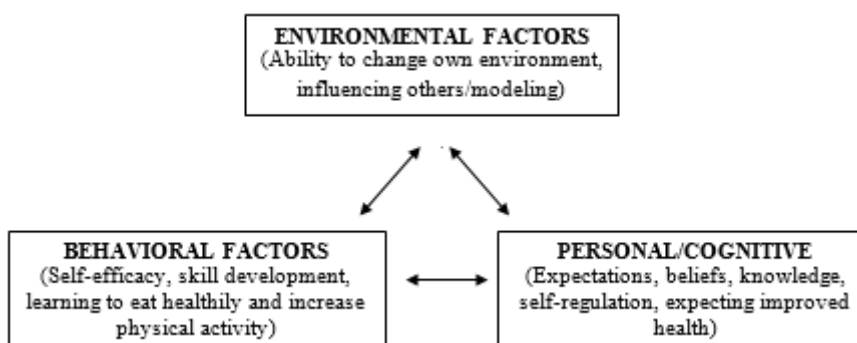 ENVIRONMENTAL FACTORS
(Ability to change own environment,
influencing others/modeling)
BEHAVIORAL FACTORS
(Self-efficacy, skill development,
learning to eat healthily and increase
physical activity)
PERSONAL/COGNITIVE
(Expectations, beliefs, knowledge,
self-regulation, expecting improved
health)